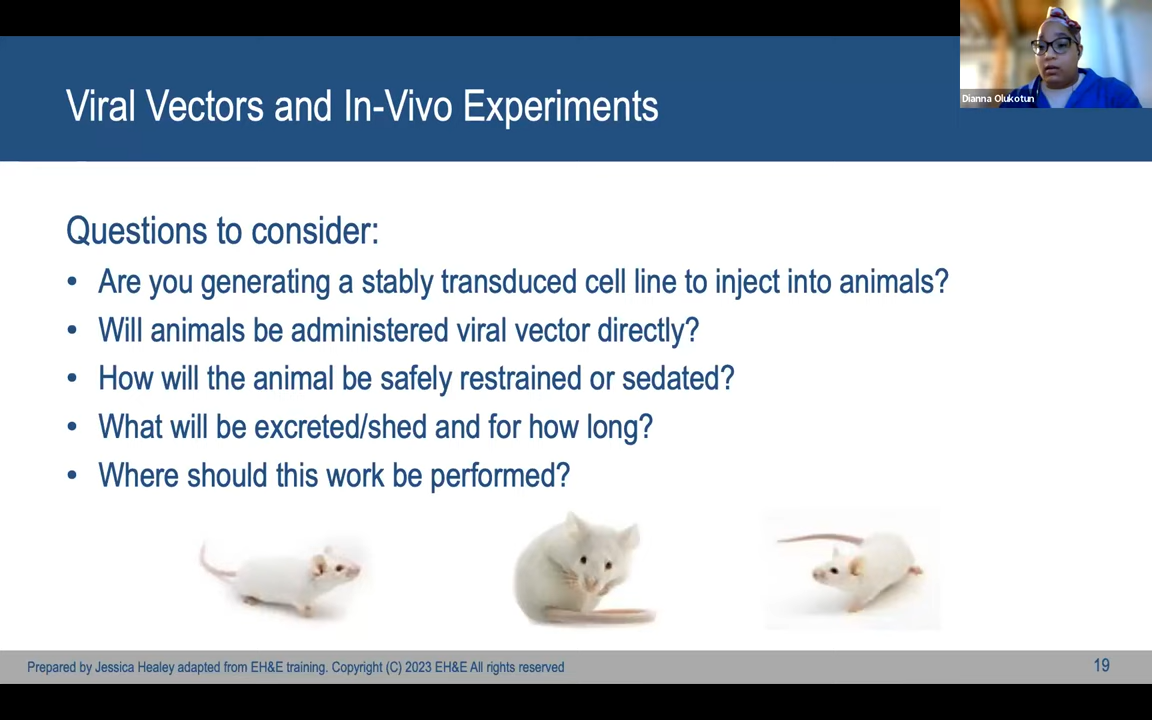 Viral Vectors and In-Vivo Experiments
Dianna Olukotun
Questions to consider:
• Are you generating a stably transduced cell line to inject into animals?
• Will animals be administered viral vector directly?
• How will the animal be safely restrained or sedated?
• What will be excreted/shed and for how long?
• Where should this work be performed?
Prepared by Jessica Healey adapted from EH&E training. Copyright (C) 2023 EH&E All rights reserved
19